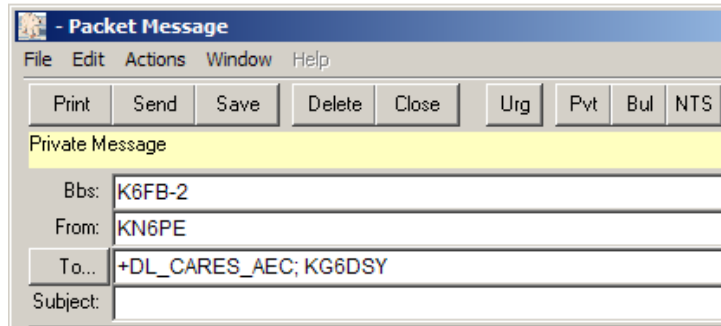 - Packet Message
File Edit Actions Window Help
Print Send Save Delete Close Urg Pvt Bul NTS
Private Message
Bbs: K6FB-2
From: KN6PE
To... +DL_CARES_AEC; KG6DSY
Subject: